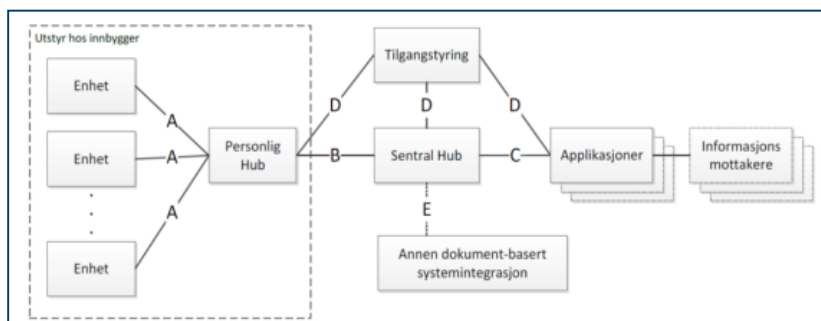 Utstyr hos innbygger
Enhet
A
Enhet
A
Enhet
A
Personlig
Hub
D
B
Tilgangstyring
D
Sentral Hub
D
C
E
Annen dokument-basert
systemintegrasjon
Applikasjoner
Informasjons
mottakere